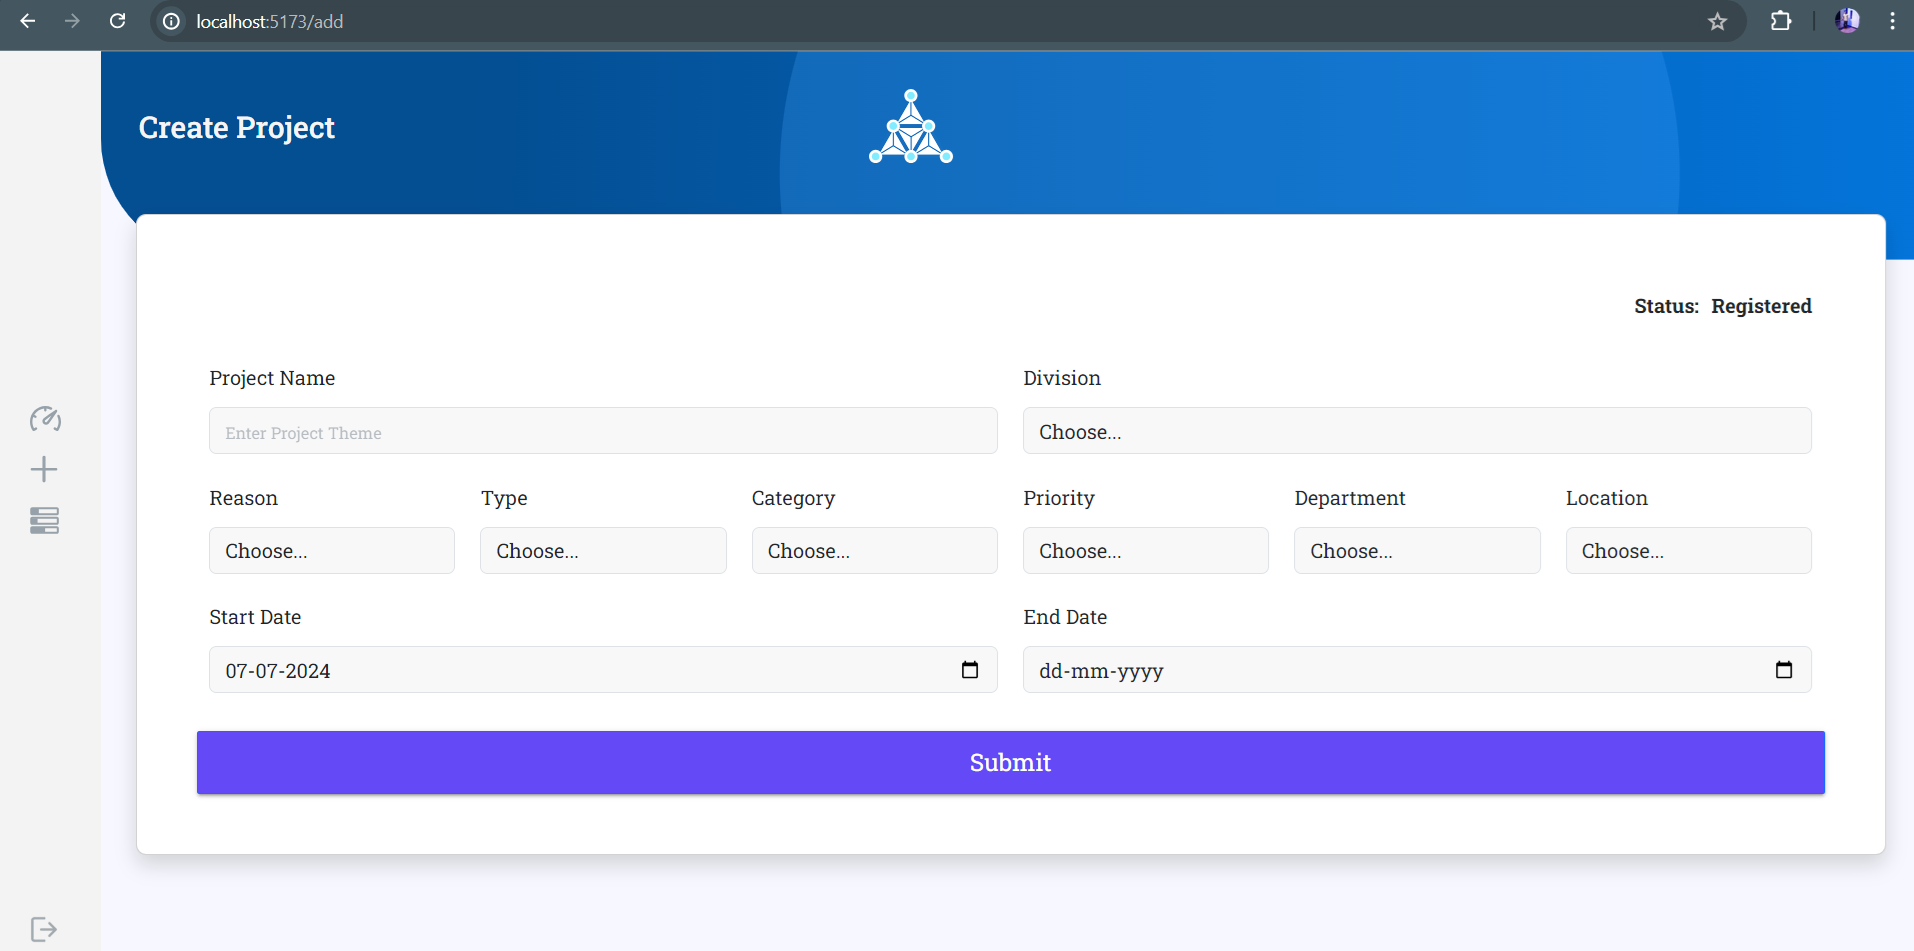 localhost:5173/add
Create Project
Status: Registered
Project Name Division
Enter Project Theme Choose...
Reason Type Category Priority Department Location
Choose... Choose... Choose... Choose... Choose... Choose...
Start Date End Date
07-07-2024 dd-mm-yyyy
Submit